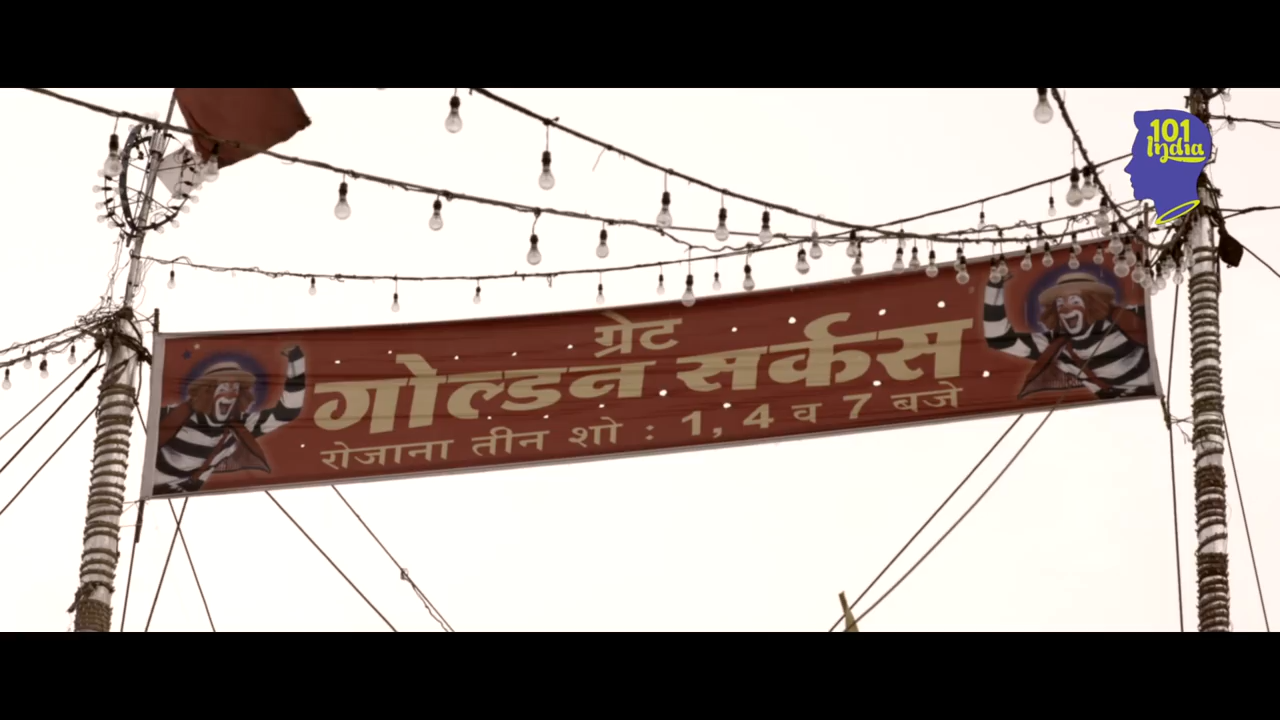 101
India
ग्रेट
गोल्डन सर्कस
रोजाना तीन शो : 1, 4 व 7 बजे